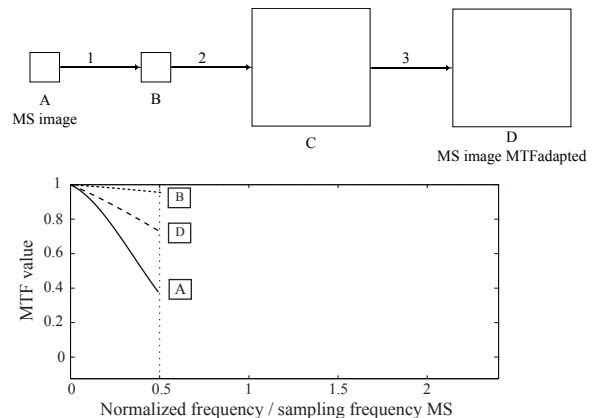 1
2
3
A
MS image
B
C
D
MS image MTFadapted
1
0.8
0.6
0.4
0.2
0
MTF value
B
D
A
0
0.5
1
1.5
2
Normalized frequency / sampling frequency MS